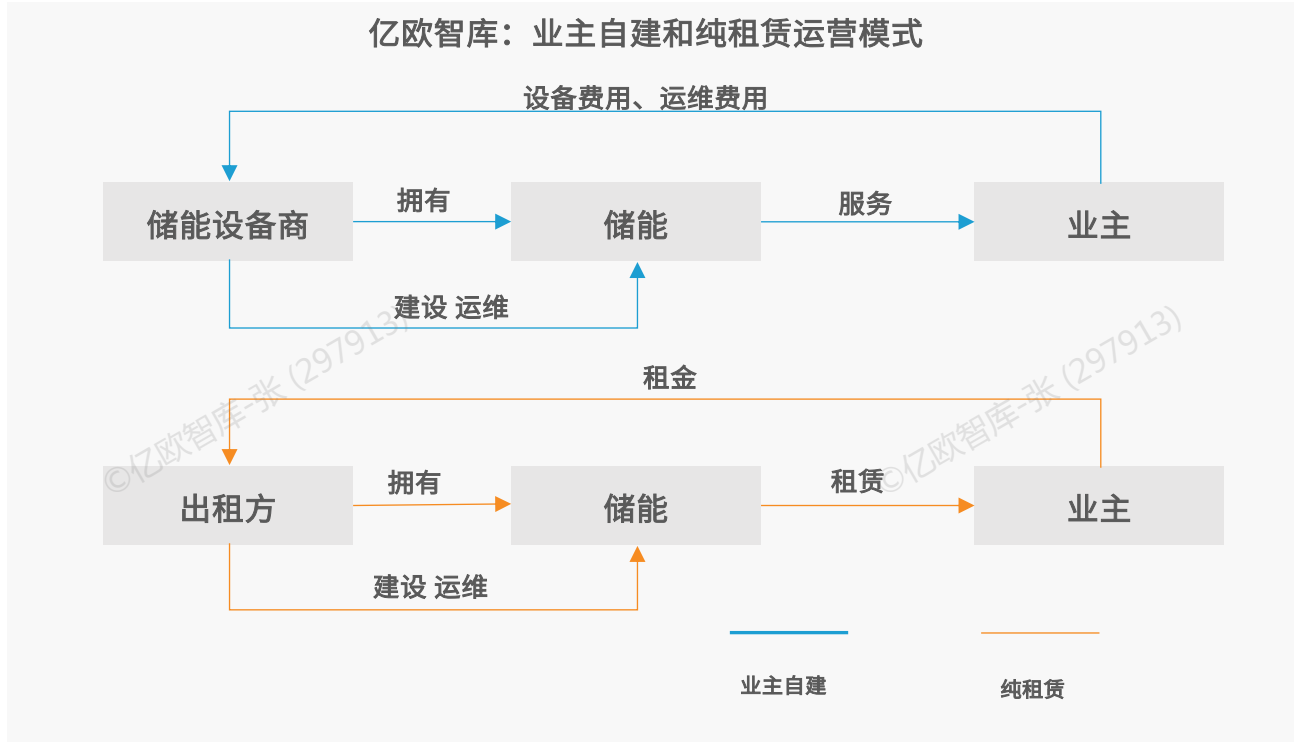 亿欧智库：业主自建和纯租赁运营模式
设备费用、运维费用
拥有
服务
储能设备商
储能
业主
建设 运维
租金
拥有
租赁
出租方
储能
业主
建设 运维
业主自建
纯租赁
©亿欧智库-张 (297913)
©亿欧智库-张 (297913)